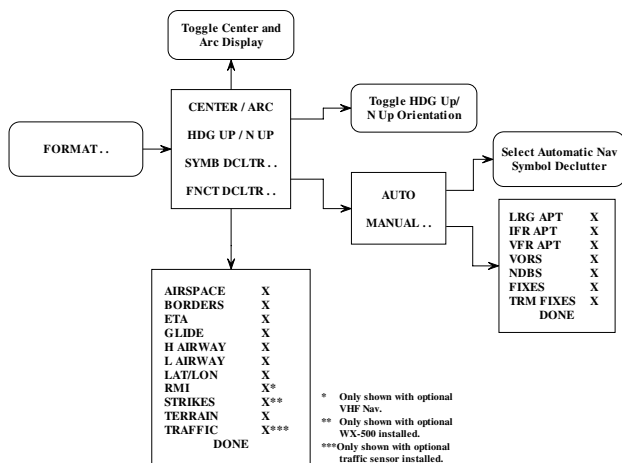 Toggle Center and
Arc Display
FORMAT . .
CENTER / ARC
HDG UP / N UP
SYMB DCLTR . .
FNCT DCLTR . .
Toggle HDG Up/
N Up Orientation
AUTO
MANUAL . .
Select Automatic Nav
Symbol Declutter
LRG APT X
IFR APT X
VFR APT X
VORS X
NDBS X
FIXES X
TRM FIXES X
DONE
AIRSPACE X
BORDERS X
ETA X
GLIDE X
H AIRWAY X
L AIRWAY X
LAT/LON X
RMI X*
STRIKES X**
TERRAIN X
TRAFFIC X***
DONE
* Only shown with optional
VHF Nav.
** Only shown with optional
WX-500 installed.
***Only shown with optional
traffic sensor installed.